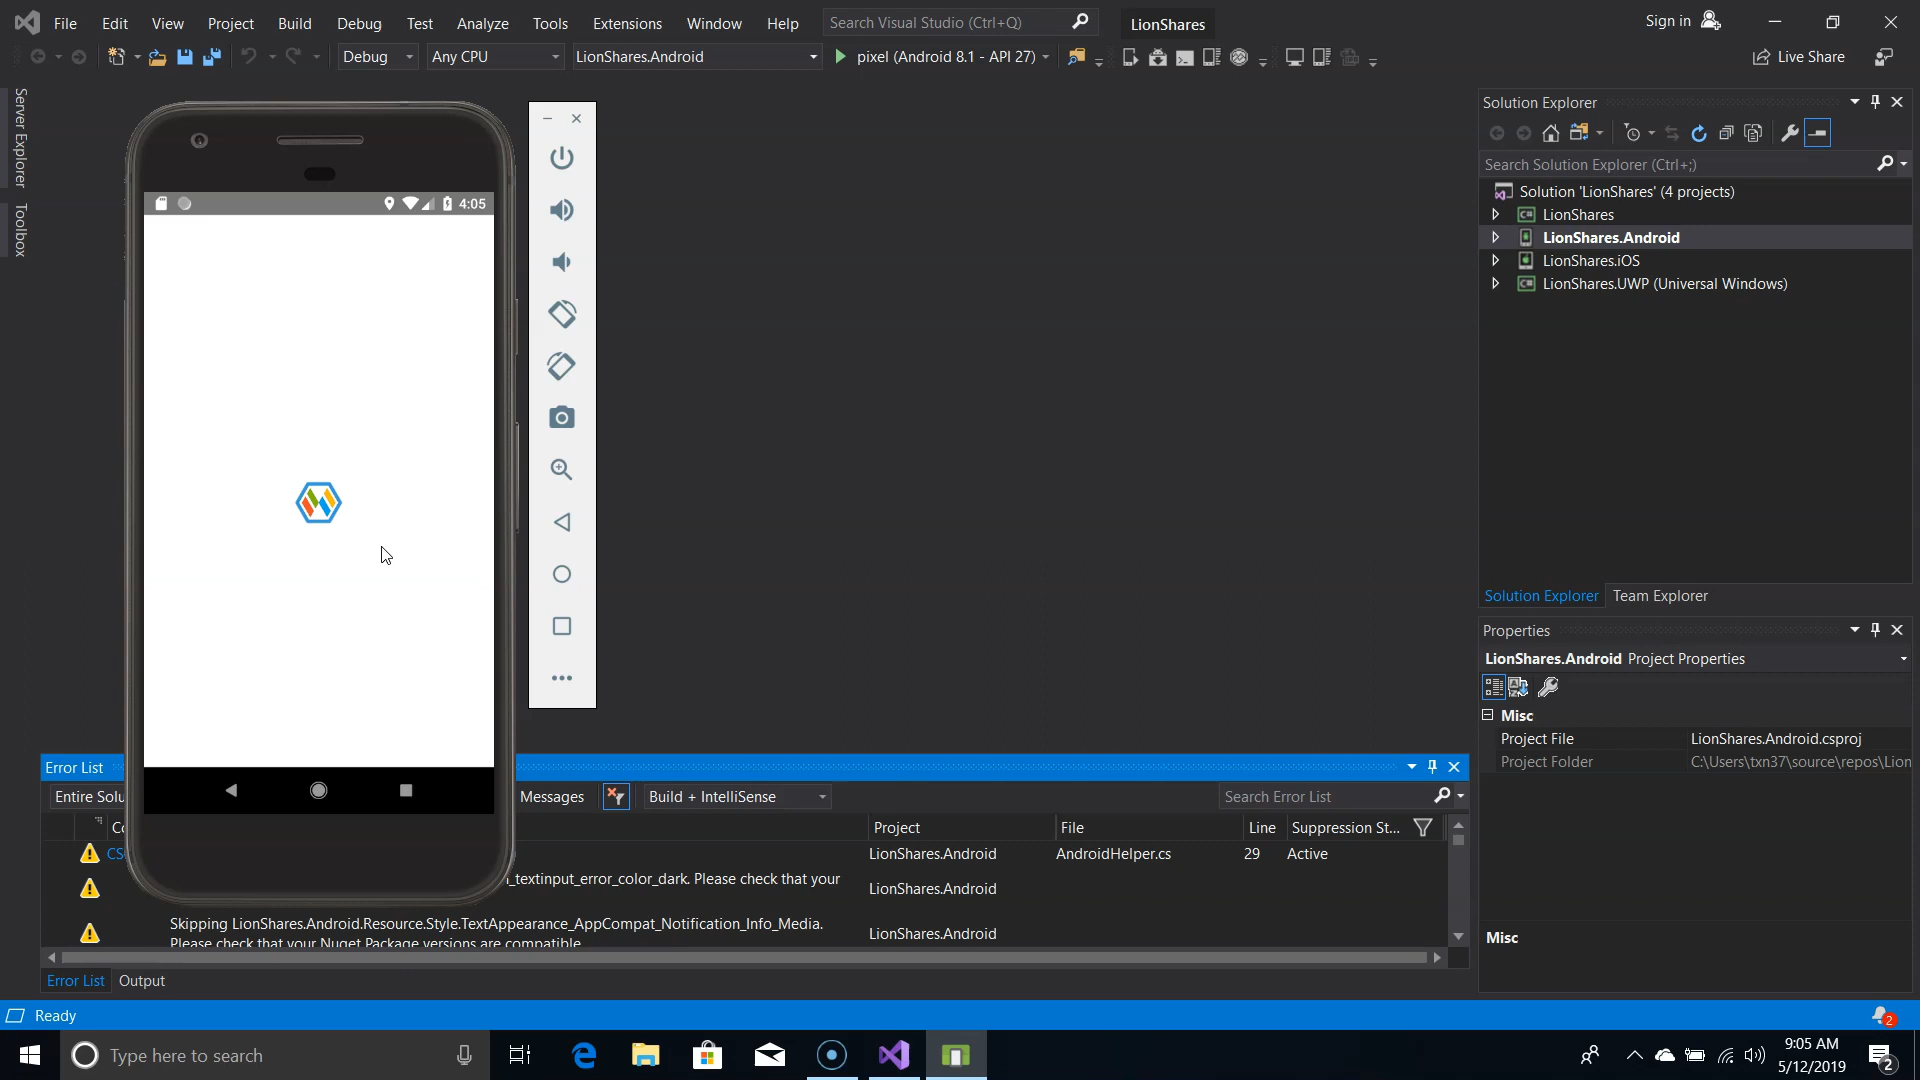 File Edit View Project Build Debug Test Analyze Tools Extensions Window Help Search Visual Studio (Ctrl+Q) LionShares Sign in
Debug Any CPU LionShares.Android pixel (Android 8.1 - API 27) Live Share
Server Explorer
Toolbox
4:05
Solution Explorer
Search Solution Explorer (Ctrl+;)
Solution 'LionShares' (4 projects)
LionShares
LionShares.Android
LionShares.iOS
LionShares.UWP (Universal Windows)
Solution Explorer Team Explorer
Properties
LionShares.Android Project Properties
Misc
Project File LionShares.Android.csproj
Project Folder C:\Users\txn37\source\repos\Lion
Misc
Error List
Entire Solu Messages Build + IntelliSense Search Error List
Co Project File Line Suppression St...
CS LionShares.Android AndroidHelper.cs 29 Active
_textinput_error_color_dark. Please check that your LionShares.Android
Skipping LionShares.Android.Resource.Style.TextAppearance_AppCompat_Notification_Info_Media.
Please check that your Nuget Package versions are compatible LionShares.Android
Error List Output
Ready 2
Type here to search 9:05 AM
5/12/2019 2